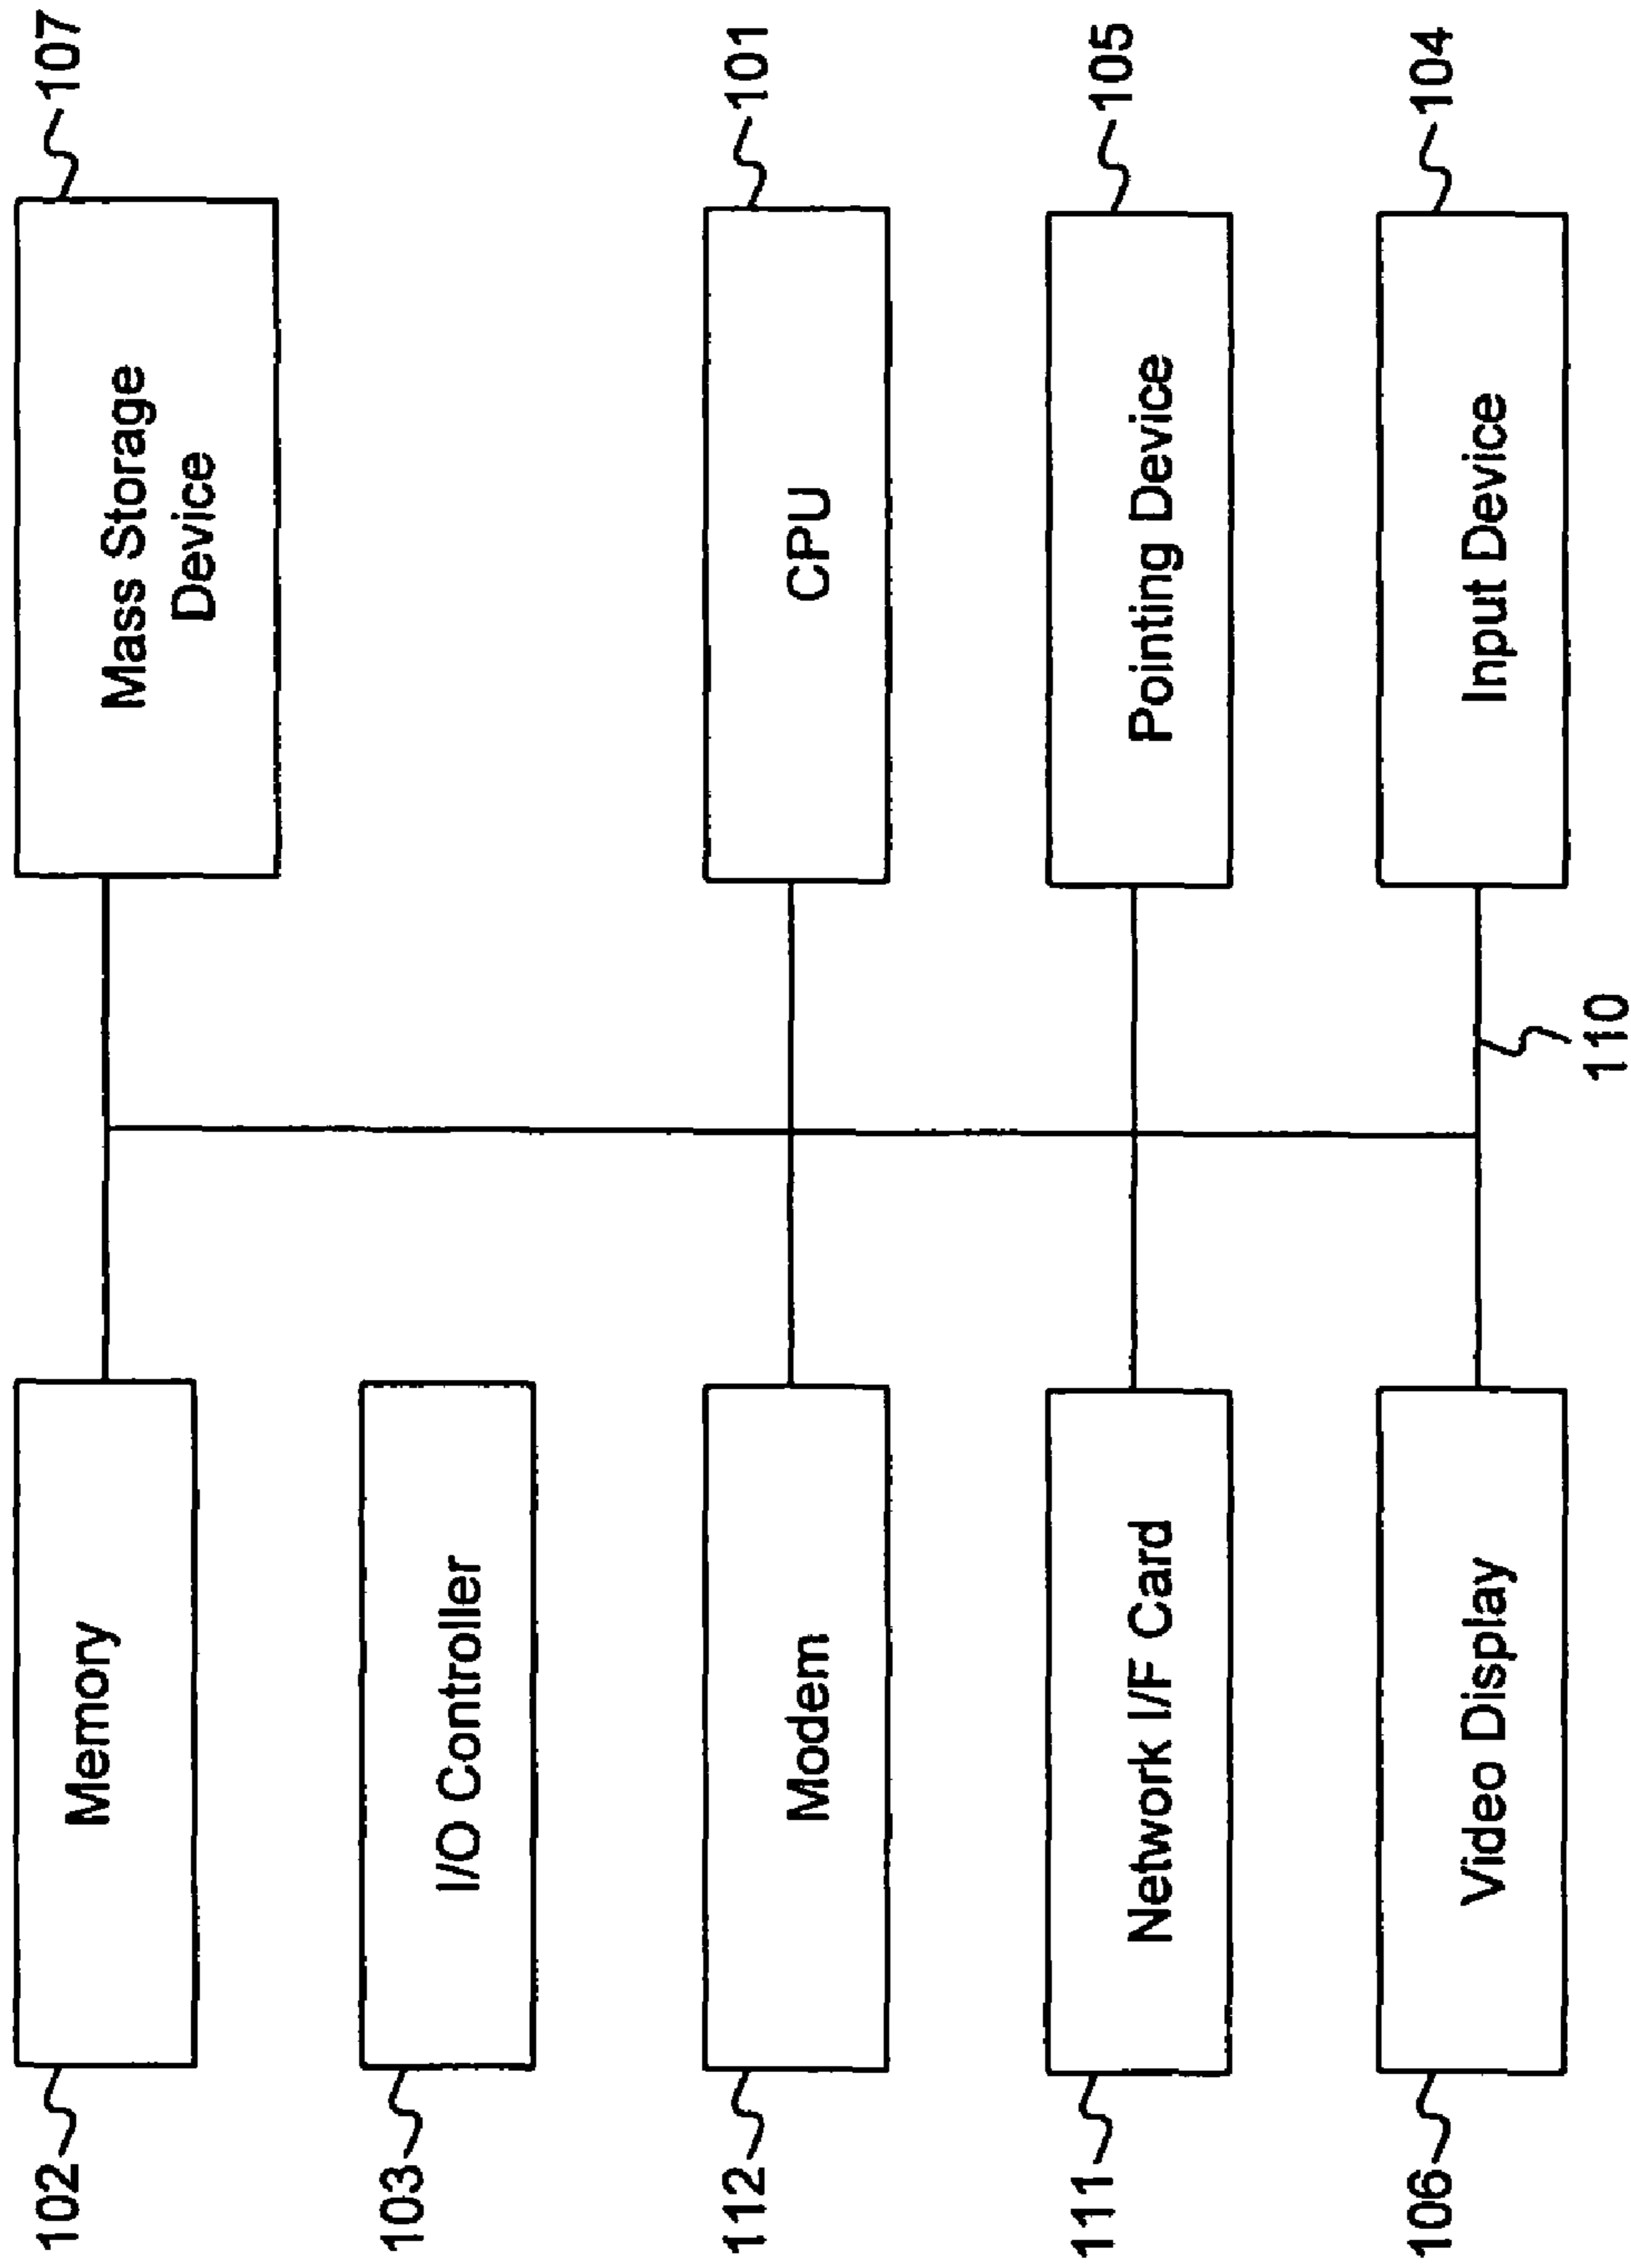 102
Memory
Mass Storage
Device
107
103
I/O Controller
112
Modem
CPU
101
111
Network I/F Card
Pointing Device
105
106
Video Display
Input Device
104
110